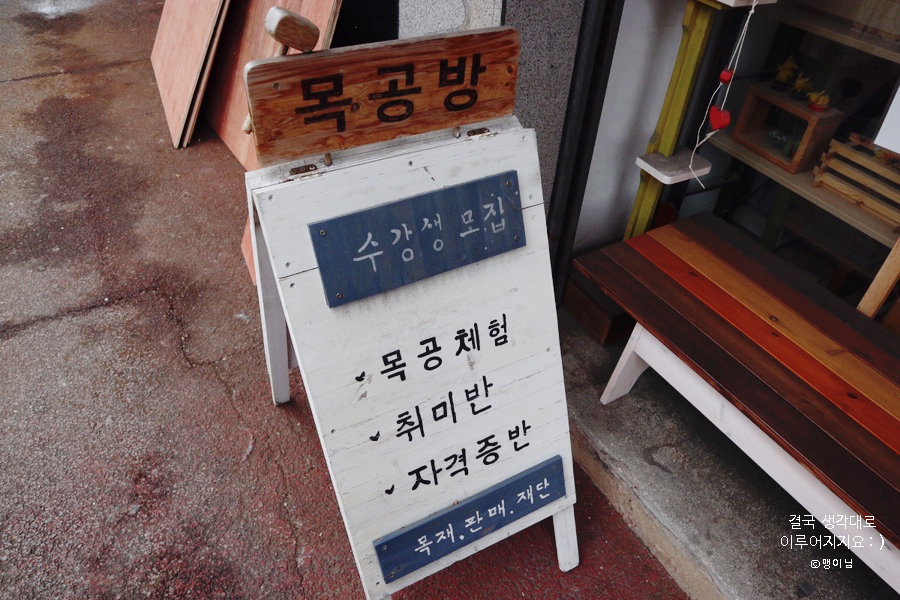 목공방
수강생 모집
목공체험
취미반
자격증반
목재.판매.재단
결국 생각대로
이루어지지요 : )
©맹이님